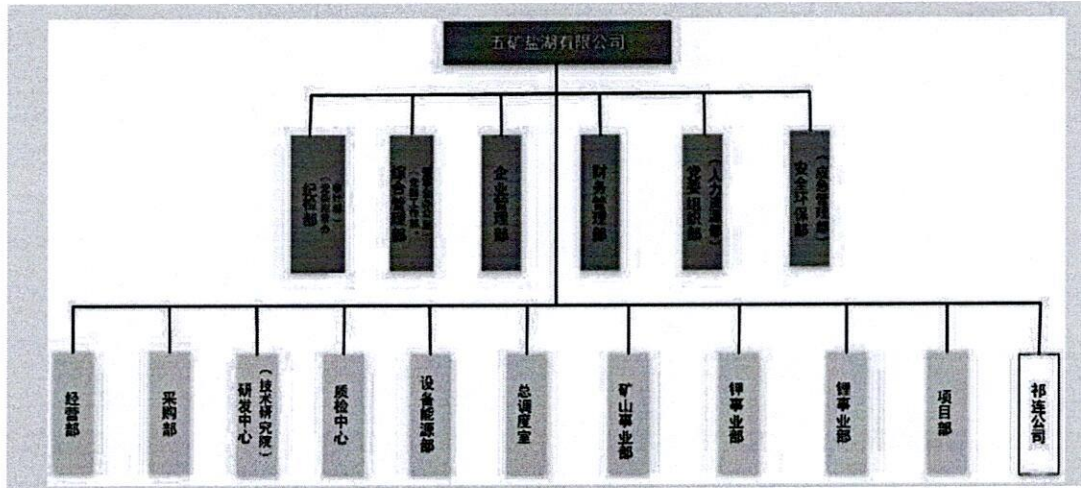 五矿盐湖有限公司
纪检部
综合管理部
企业管理部
财务管理部
党委组织部
（人力资源部）
安全环保部
（应急管理部）
经营部
采购部
研发中心
（技术研究院）
质检中心
设备能源部
总调度室
矿山事业部
钾事业部
锂事业部
项目部
祁连公司